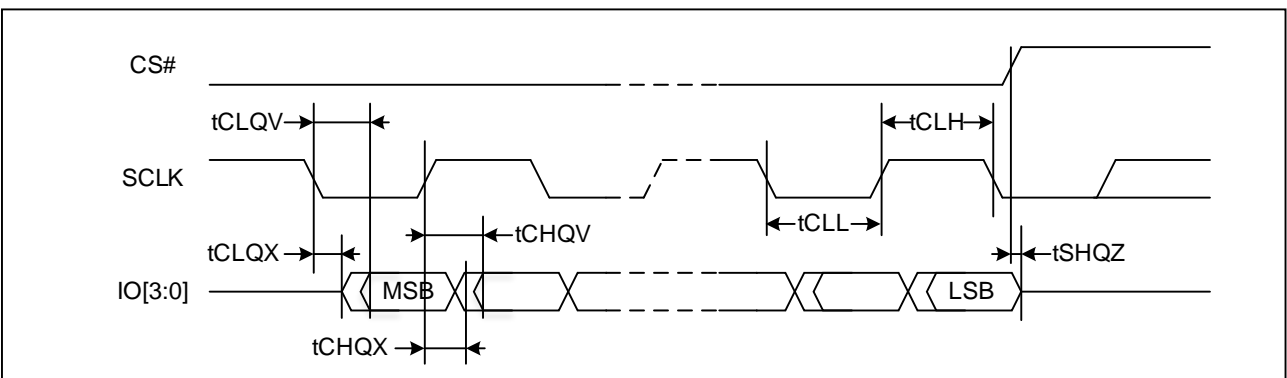 CS#
tCLQV
tCLH
SCLK
tCLL
tCHQV
tCLQX
tSHQZ
IO[3:0]
MSB
LSB
tCHQX